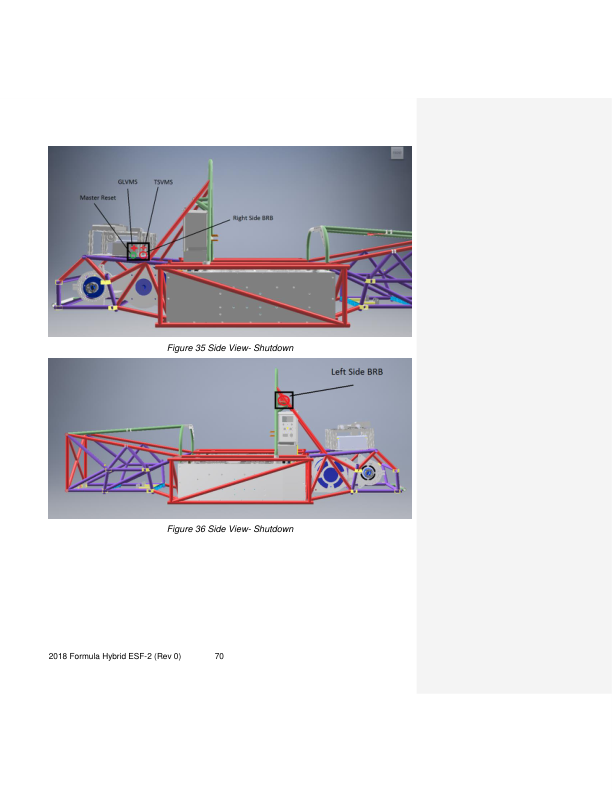 GLVMS TSVMS
Master Reset
Right Side BRB
Figure 35 Side View- Shutdown
Left Side BRB
Figure 36 Side View- Shutdown
2018 Formula Hybrid ESF-2 (Rev 0) 70